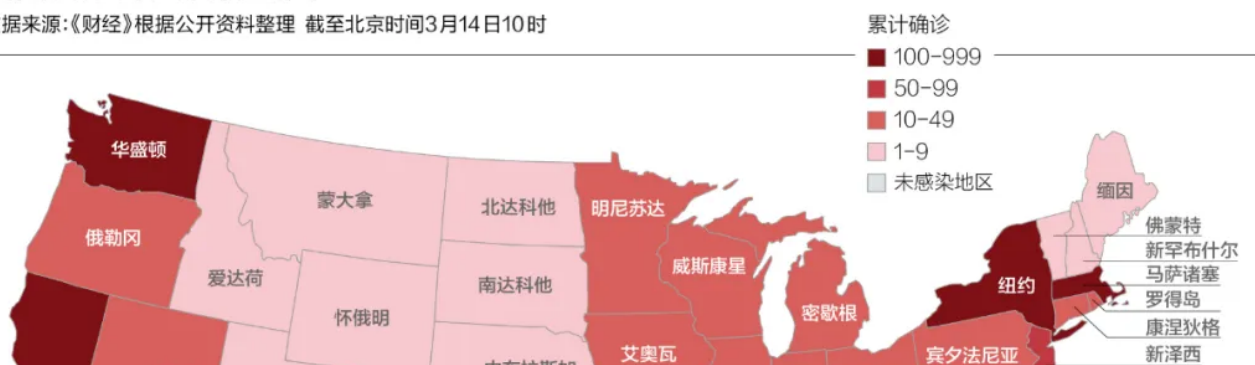 据来源:《财经》根据公开资料整理 截至北京时间3月14日10时
累计确诊
100-999
50-99
10-49
1-9
未感染地区
华盛顿
蒙大拿
北达科他
明尼苏达
缅因
俄勒冈
佛蒙特
新罕布什尔
爱达荷
南达科他
威斯康星
纽约
马萨诸塞
罗得岛
怀俄明
密歇根
康涅狄格
艾奥瓦
宾夕法尼亚
新泽西